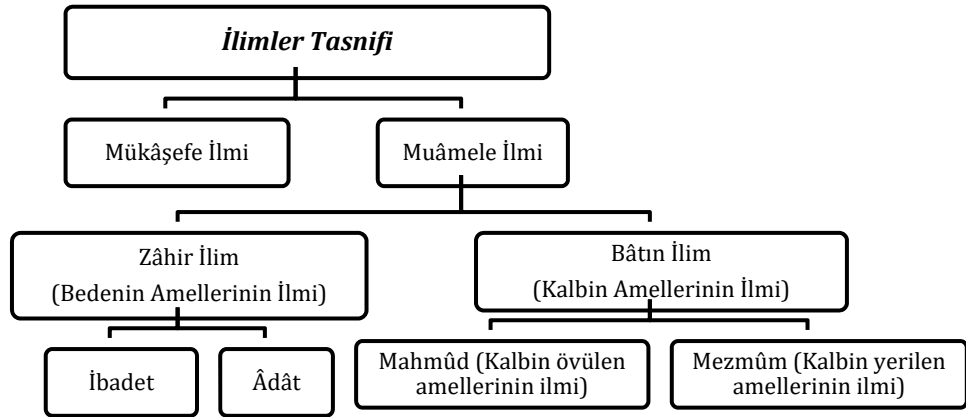 İlimler Tasnifi
Mükâşefe İlmi
Muâmele İlmi
Zâhir İlim
(Bedenin Amellerinin İlmi)
Bâtın İlim
(Kalbin Amellerinin İlmi)
İbadet
Âdât
Mahmûd (Kalbin övülen
amellerinin ilmi)
Mezmûm (Kalbin yerilen
amellerinin ilmi)